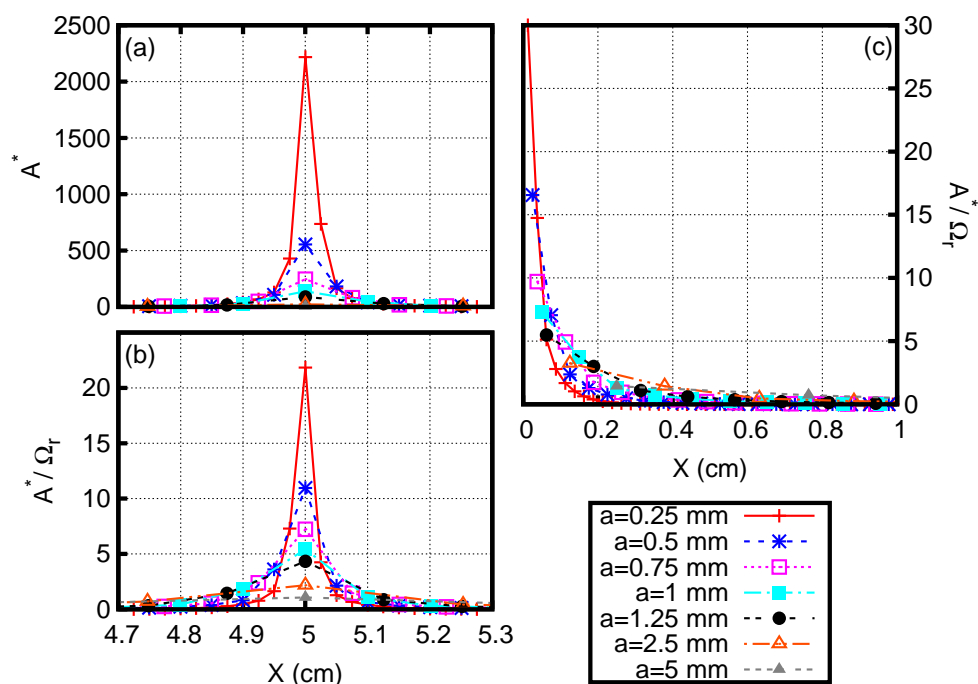 (a)
2500
2000
1500
1000
500
0
A*
(b)
20
15
10
5
0
A*/ Ωr
4.7 4.8 4.9 5 5.1 5.2 5.3
X (cm)
(c)
30
25
20
15
10
5
0
A*/ Ωr
0 0.2 0.4 0.6 0.8 1
X (cm)
a=0.25 mm
a=0.5 mm
a=0.75 mm
a=1 mm
a=1.25 mm
a=2.5 mm
a=5 mm